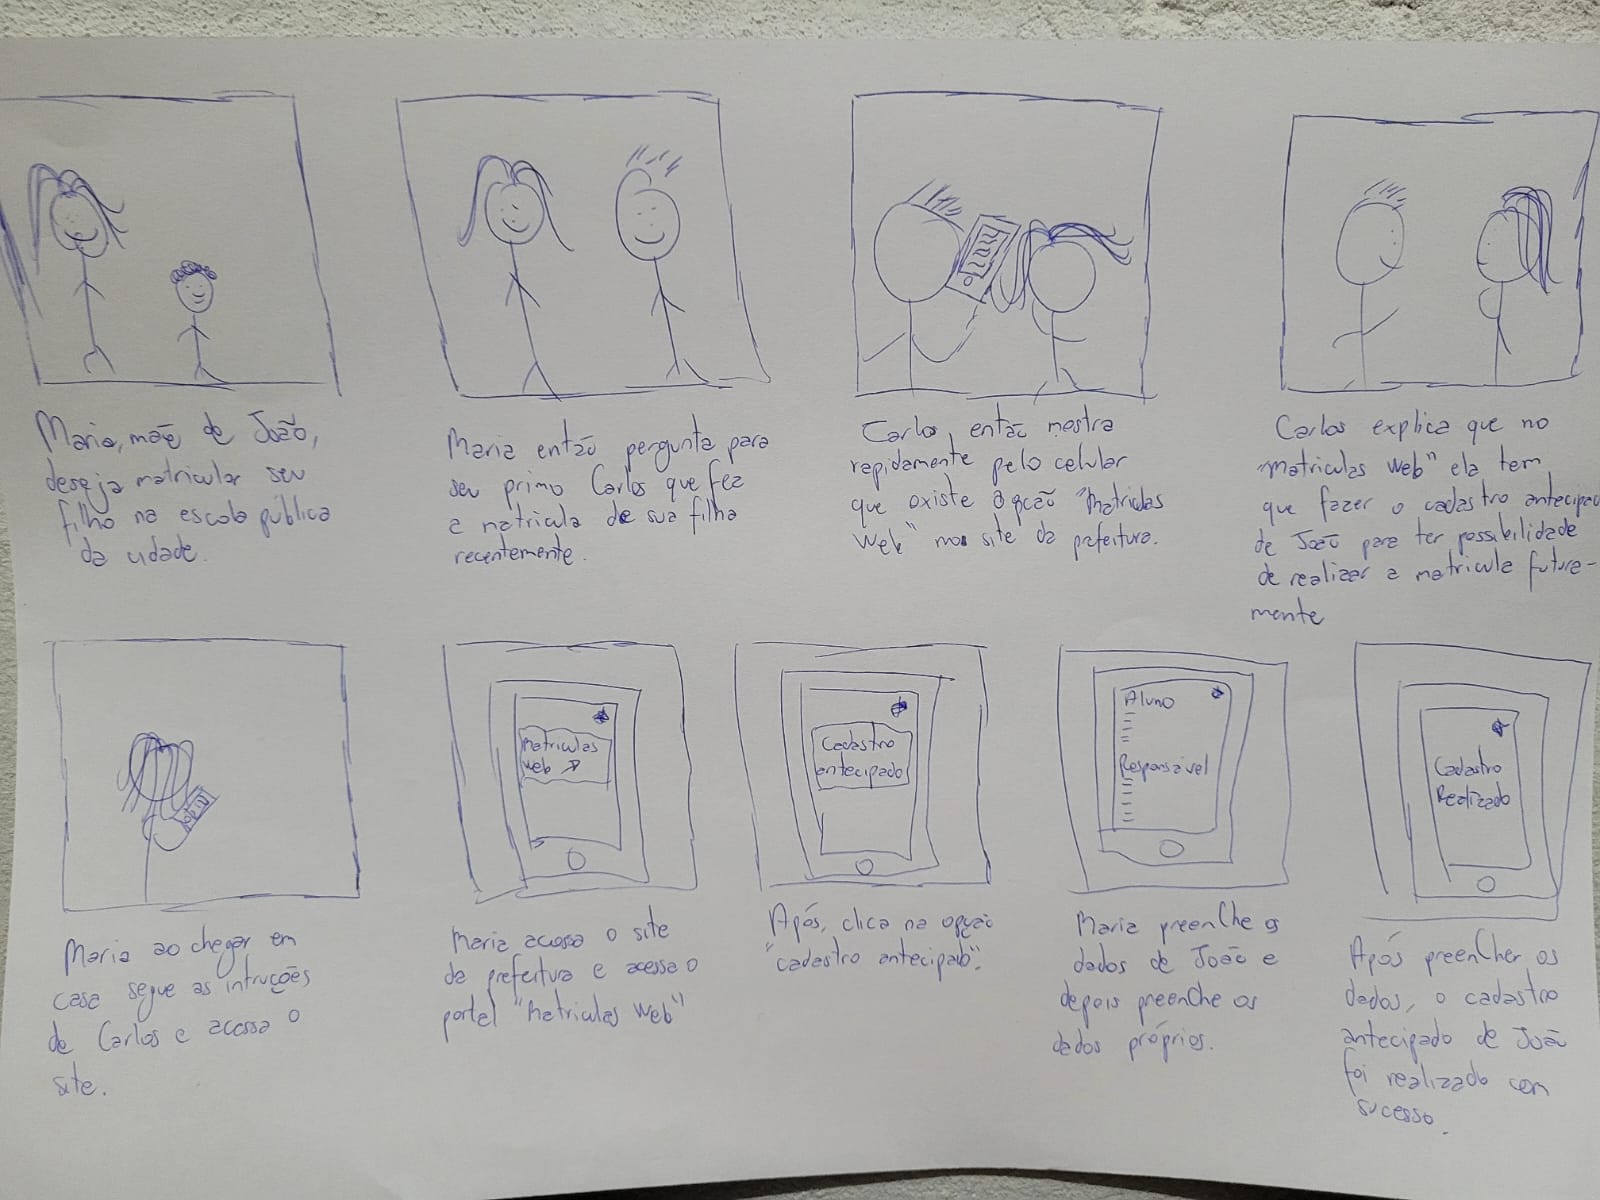 Maria, mãe de João,
deseja matricular seu
filho na escola pública
da cidade.
Maria então pergunta para
seu primo Carlos que fez
a matricula de sua filha
recentemente.
Carlos, então mostra
rapidamente pelo celular
que existe a opção "Matriculas
Web" no site da prefeitura.
Carlos explica que no
"Matriculas Web" ela tem
que fazer o cadastro antecipad
de João para ter possibilidade
de realizar a matricula futura-
mente
Maria ao chegar em
casa segue as intruções
de Carlos e acessa o
site.
Matriculas
Web
Maria acessa o site
da prefeitura e acessa o
portal "Matriculas Web"
Cadastro
antecipado
Após, clica na opção
"cadastro antecipado".
Aluno
Responsável
Maria preenche os
dados de João e
depois preenche os
dados próprios.
Cadastro
Realizado
Após preencher os
dados, o cadastro
antecipado de João
foi realizado com
sucesso.